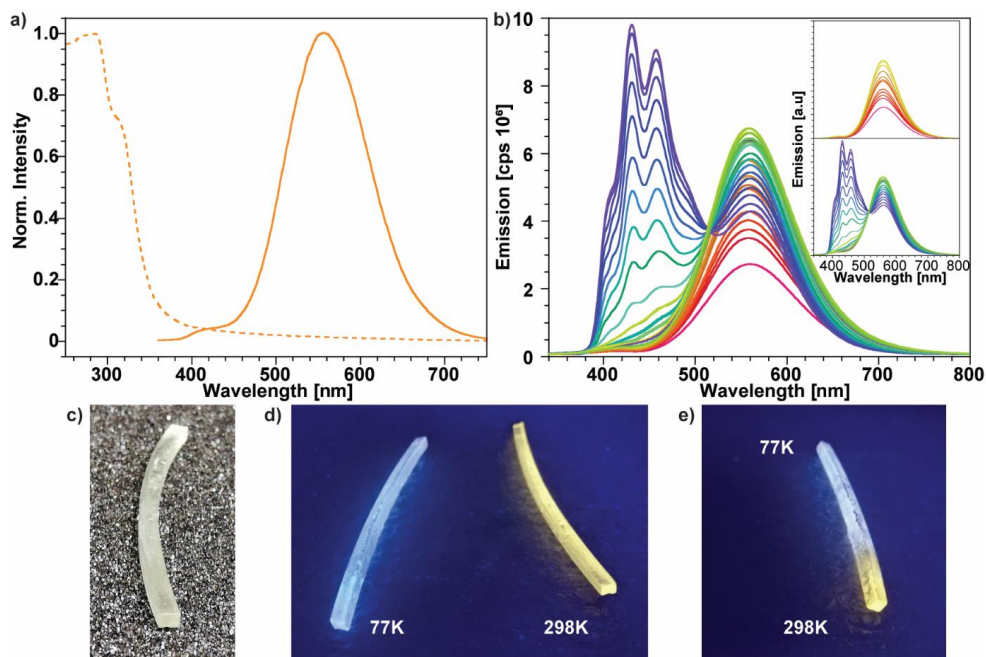 a)
Norm. Intensity
1.0
0.8
0.6
0.4
0.2
0
300 400 500 600 700
Wavelength [nm]
b)
Emission [cps 10⁶]
10
8
6
4
2
0
400 500 600 700 800
Wavelength [nm]
Emission [a.u]
400 500 600 700 800
Wavelength [nm]
c)
d)
77K
298K
e)
77K
298K